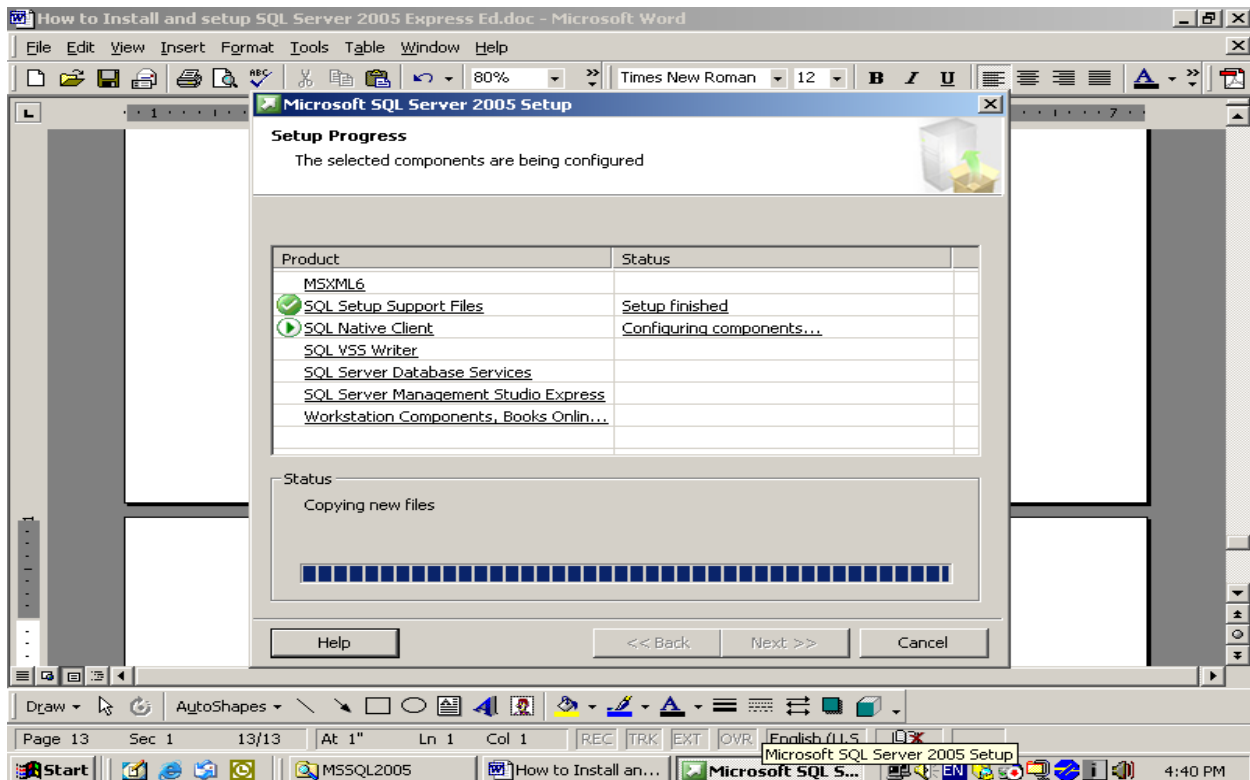 How to Install and setup SQL Server 2005 Express Ed.doc - Microsoft Word
File Edit View Insert Format Tools Table Window Help
ABC 80% Times New Roman 12 B I U A
Microsoft SQL Server 2005 Setup
L 1 7
Setup Progress
The selected components are being configured
Product Status
MSXML6
SQL Setup Support Files Setup finished
SQL Native Client Configuring components...
SQL VSS Writer
SQL Server Database Services
SQL Server Management Studio Express
Workstation Components, Books Onlin...
Status
Copying new files
Help << Back Next >> Cancel
Draw AutoShapes A A
Page 13 Sec 1 13/13 At 1" Ln 1 Col 1 REC TRK EXT OVR English (U.S
Microsoft SQL Server 2005 Setup
Start MSSQL2005 How to Install an... Microsoft SQL S... EN 4:40 PM